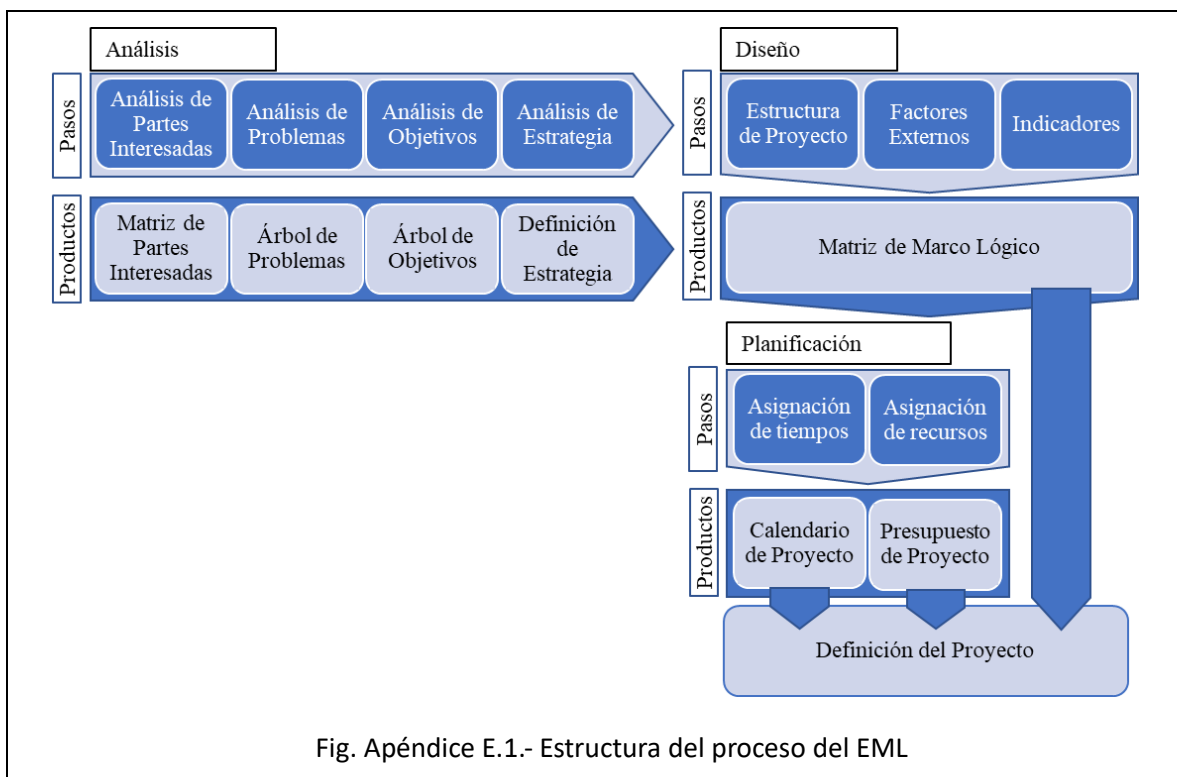 Análisis
Pasos
Análisis de
Partes
Interesadas
Análisis de
Problemas
Análisis de
Objetivos
Análisis de
Estrategia
Productos
Matriz de
Partes
Interesadas
Árbol de
Problemas
Árbol de
Objetivos
Definición
de
Estrategia
Diseño
Pasos
Estructura
de Proyecto
Factores
Externos
Indicadores
Productos
Matriz de Marco Lógico
Planificación
Pasos
Asignación
de tiempos
Asignación
de recursos
Productos
Calendario
de Proyecto
Presupuesto
de Proyecto
Definición del Proyecto
Fig. Apéndice E.1.- Estructura del proceso del EML